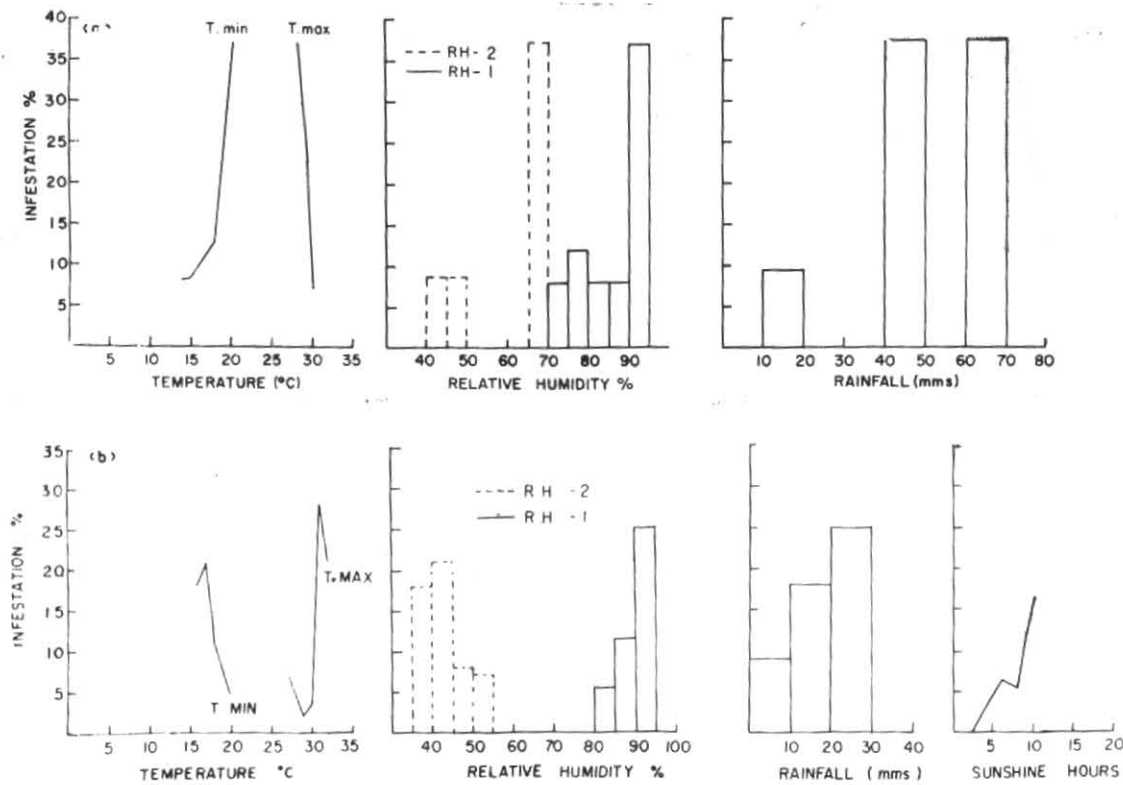 (a)
T. min
T. max
40
35
30
25
20
15
10
5
INFESTATION %
5 10 15 20 25 30 35
TEMPERATURE (°C)
RH-2
RH-1
40 50 60 70 80 90
RELATIVE HUMIDITY %
10 20 30 40 50 60 70 80
RAINFALL (mms)
(b)
35
30
25
20
15
10
5
INFESTATION %
T MIN
T. MAX
5 10 15 20 25 30 35
TEMPERATURE °C
RH -2
RH -1
40 50 60 70 80 90 100
RELATIVE HUMIDITY %
10 20 30 40
RAINFALL (mms)
5 10 15 20
SUNSHINE HOURS